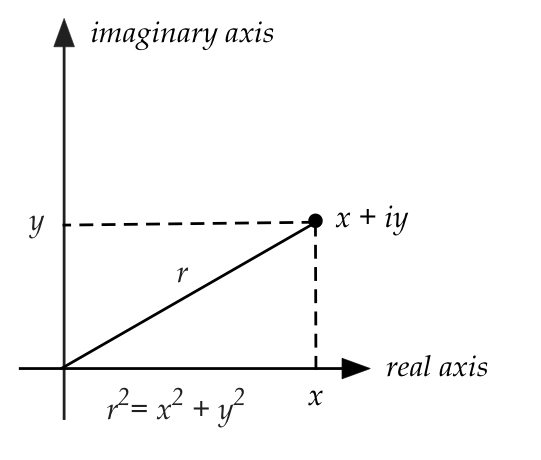 imaginary axis
y
x + iy
r
real axis
x
r² = x² + y²